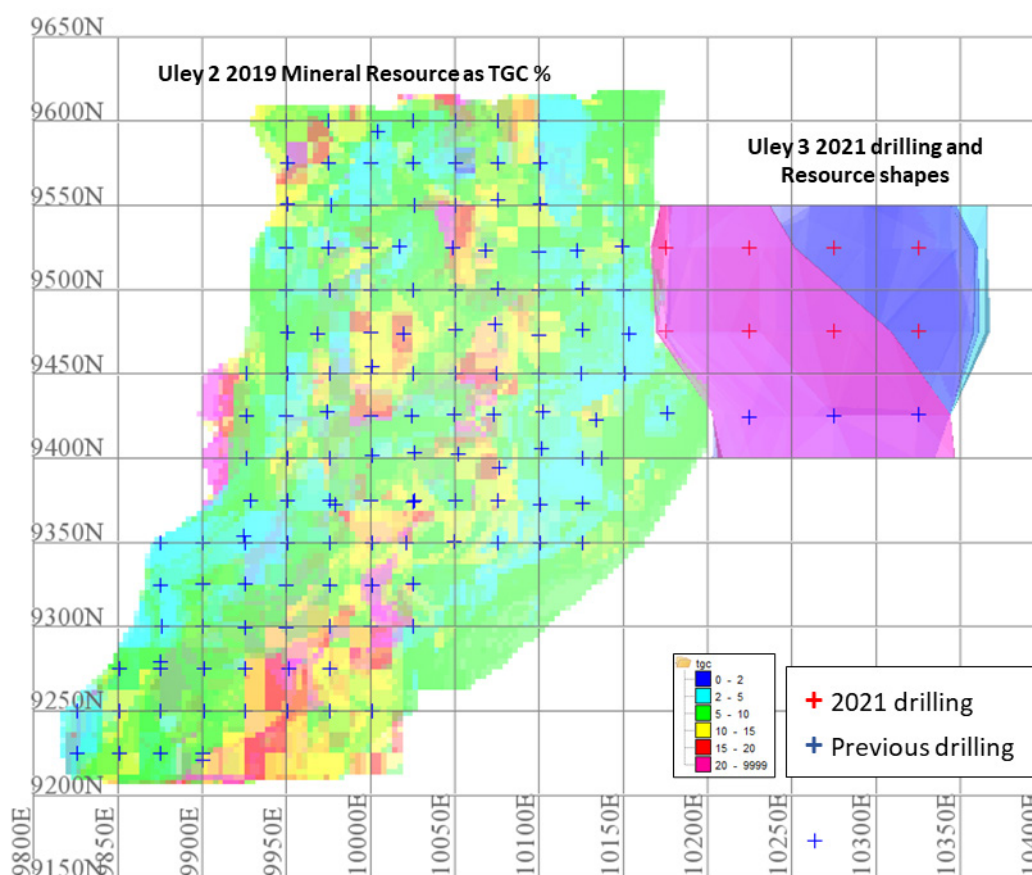 9650N
Uley 2 2019 Mineral Resource as TGC %
9600N
Uley 3 2021 drilling and
Resource shapes
9550N
9500N
9450N
9400N
9350N
9300N
9250N
9200N
9150N
tgc
0 - 2
2 - 5
5 - 10
10 - 15
15 - 20
20 - 9999
2021 drilling
Previous drilling
9800E
9850E
9900E
9950E
10000E
10050E
10100E
10150E
10200E
10250E
10300E
10350E
10400E